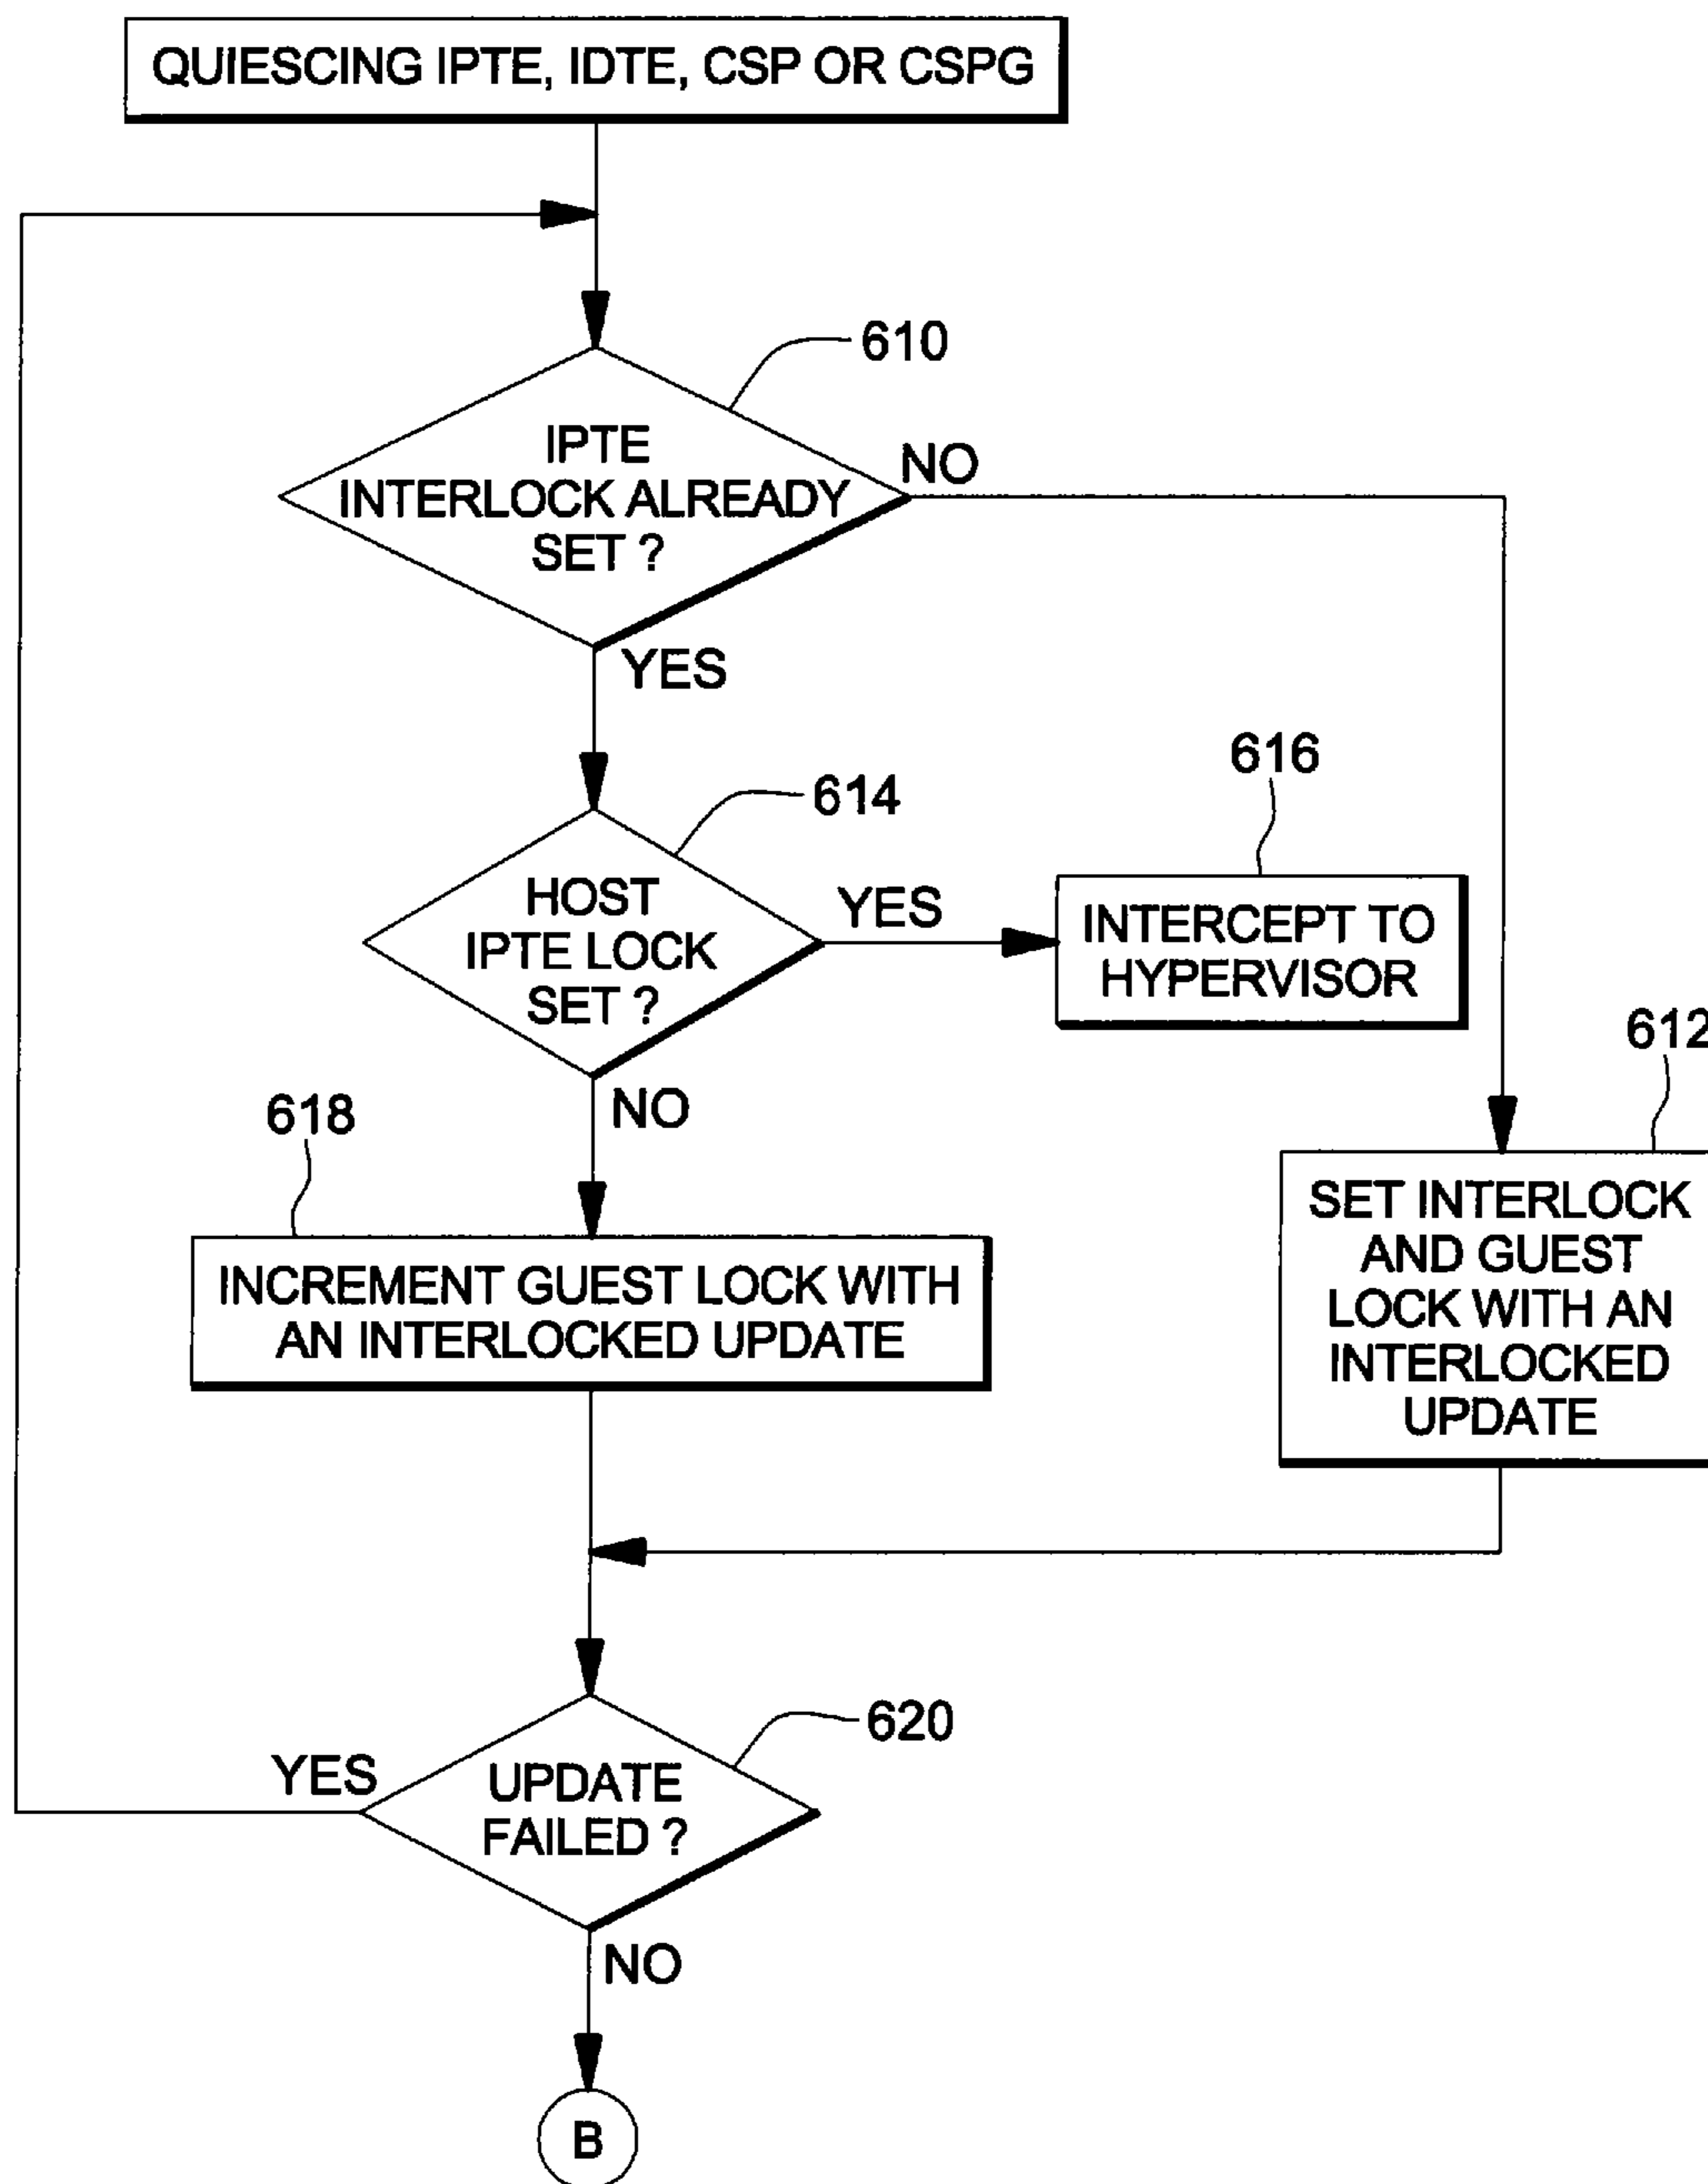 QUIESCING IPTE, IDTE, CSP OR CSPG
610
IPTE
INTERLOCK ALREADY
SET ?
NO
YES
614
616
HOST
IPTE LOCK
SET ?
YES
INTERCEPT TO
HYPERVISOR
NO
612
618
SET INTERLOCK
AND GUEST
LOCK WITH AN
INTERLOCKED
UPDATE
INCREMENT GUEST LOCK WITH
AN INTERLOCKED UPDATE
620
YES
UPDATE
FAILED ?
NO
B